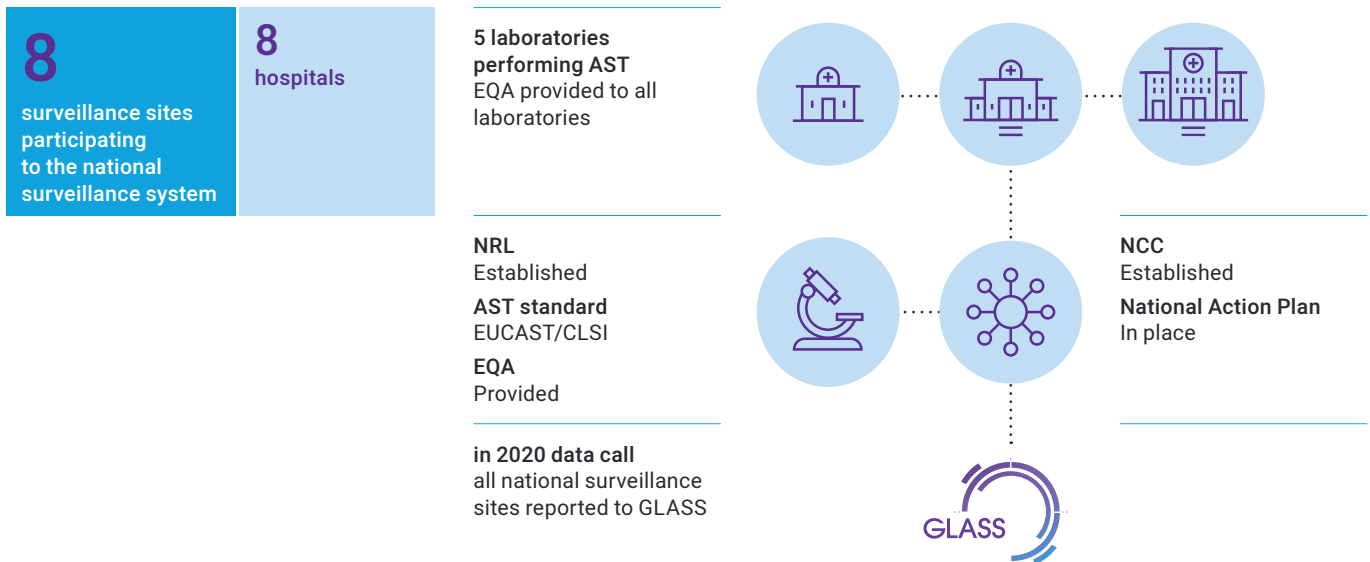 8
surveillance sites
participating
to the national
surveillance system
8
hospitals
5 laboratories
performing AST
EQA provided to all
laboratories
NRL
Established
AST standard
EUCAST/CLSI
EQA
Provided
NCC
Established
National Action Plan
In place
in 2020 data call
all national surveillance
sites reported to GLASS
GLASS